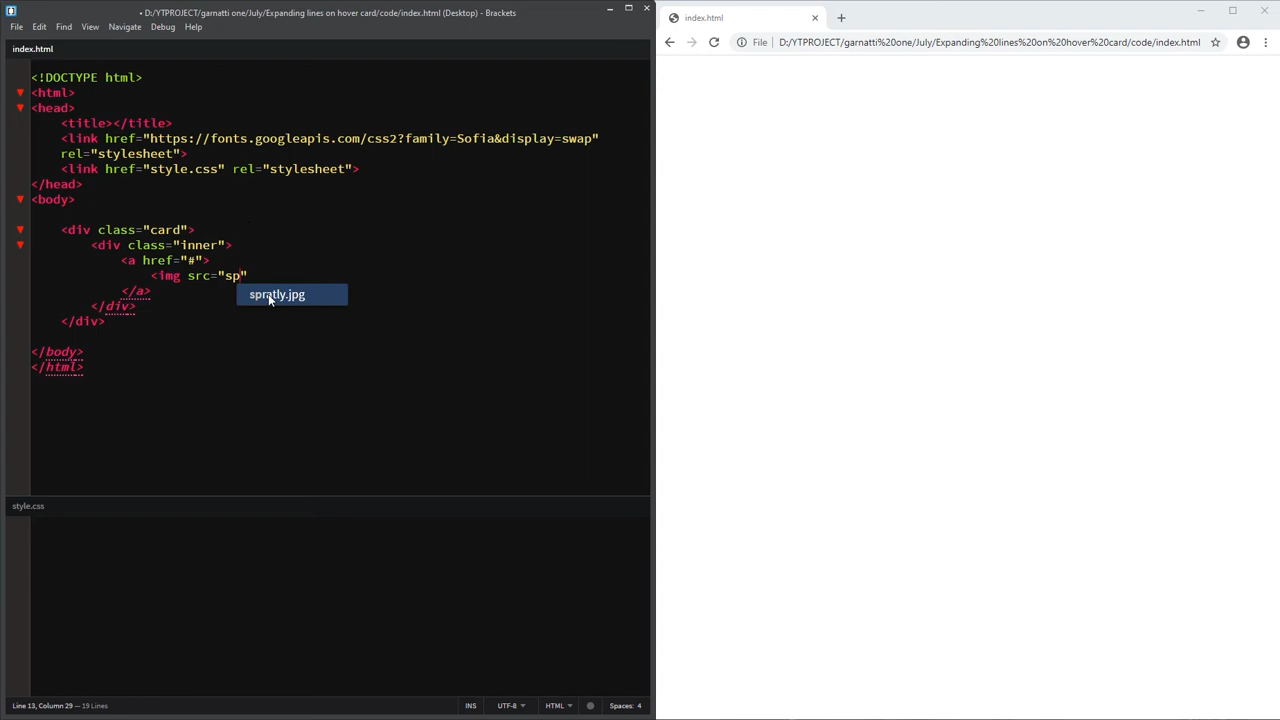 • D:/YTPROJECT/garnatti one/July/Expanding lines on hover card/code/index.html (Desktop) - Brackets
File Edit Find View Navigate Debug Help
index.html
<!DOCTYPE html>
<html>
<head>
<title></title>
<link href="https://fonts.googleapis.com/css2?family=Sofia&display=swap"
rel="stylesheet">
<link href="style.css" rel="stylesheet">
</head>
<body>
<div class="card">
<div class="inner">
<a href="#">
<img src="sp"
spratly.jpg
</a>
</div>
</div>
</body>
</html>
style.css
Line 13, Column 29 — 19 Lines
INS UTF-8 HTML Spaces: 4
index.html
File D:/YTPROJECT/garnatti%20one/July/Expanding%20lines%20on%20hover%20card/code/index.html